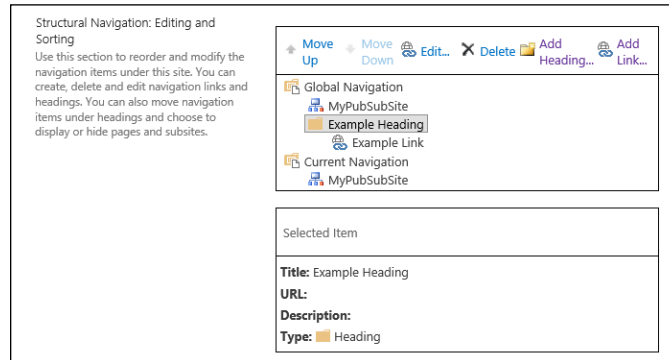 Structural Navigation: Editing and
Sorting
Use this section to reorder and modify the
navigation items under this site. You can
create, delete and edit navigation links and
headings. You can also move navigation
items under headings and choose to
display or hide pages and subsites.
Move Up Move Down Edit... Delete Add Heading... Add Link...
Global Navigation
MyPubSubSite
Example Heading
Example Link
Current Navigation
MyPubSubSite
Selected Item
Title: Example Heading
URL:
Description:
Type: Heading